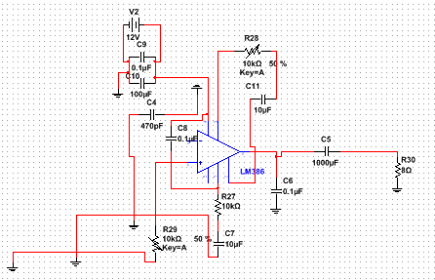 V2
12V
C9
0.1µF
C10
100µF
C4
470pF
C8
0.1µF
R28
10kΩ
50 %
Key=A
C11
10µF
LM386
C5
1000µF
R30
8Ω
C6
0.1µF
R27
10kΩ
R29
10kΩ
Key=A
50 %
C7
10µF